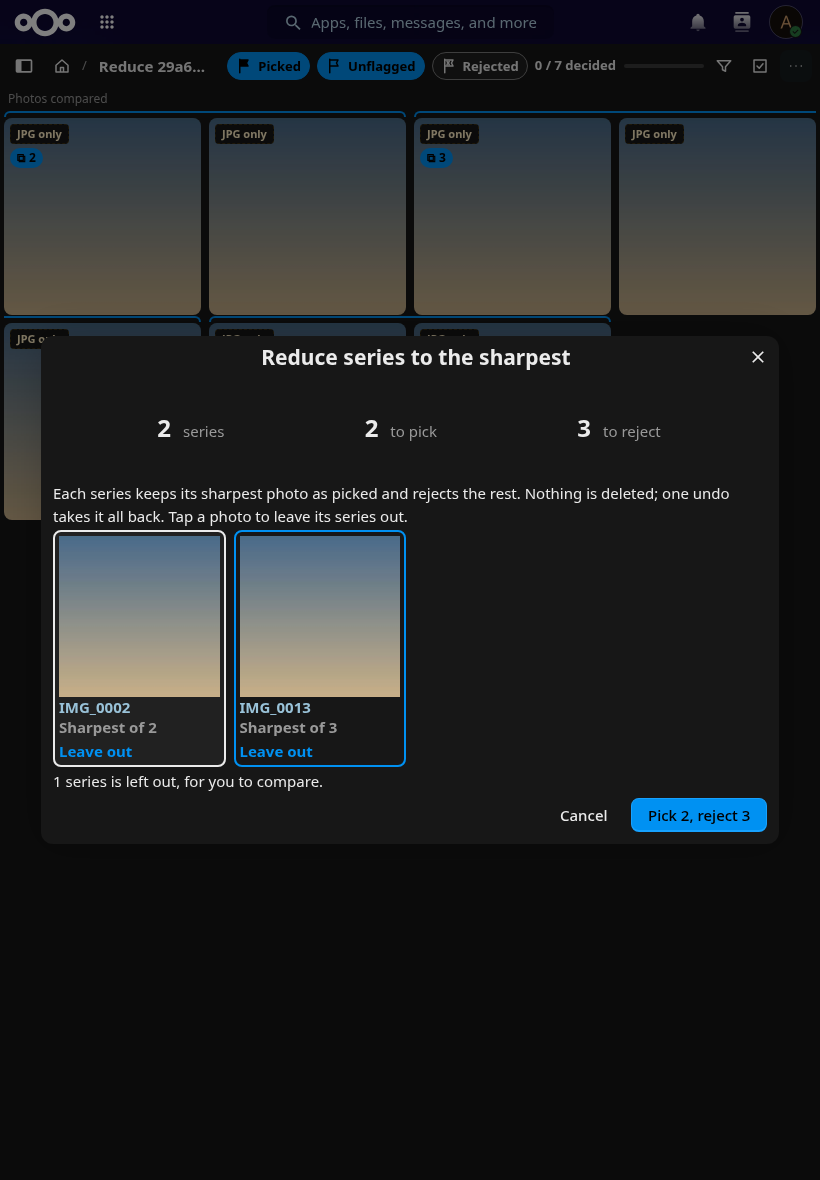 Apps, files, messages, and more
A
/ Reduce 29a6... Picked Unflagged Rejected 0 / 7 decided
Photos compared
JPG only JPG only JPG only JPG only
2 3
JPG only
Reduce series to the sharpest
2 series 2 to pick 3 to reject
Each series keeps its sharpest photo as picked and rejects the rest. Nothing is deleted; one undo
takes it all back. Tap a photo to leave its series out.
IMG_0002 IMG_0013
Sharpest of 2 Sharpest of 3
Leave out Leave out
1 series is left out, for you to compare.
Cancel Pick 2, reject 3